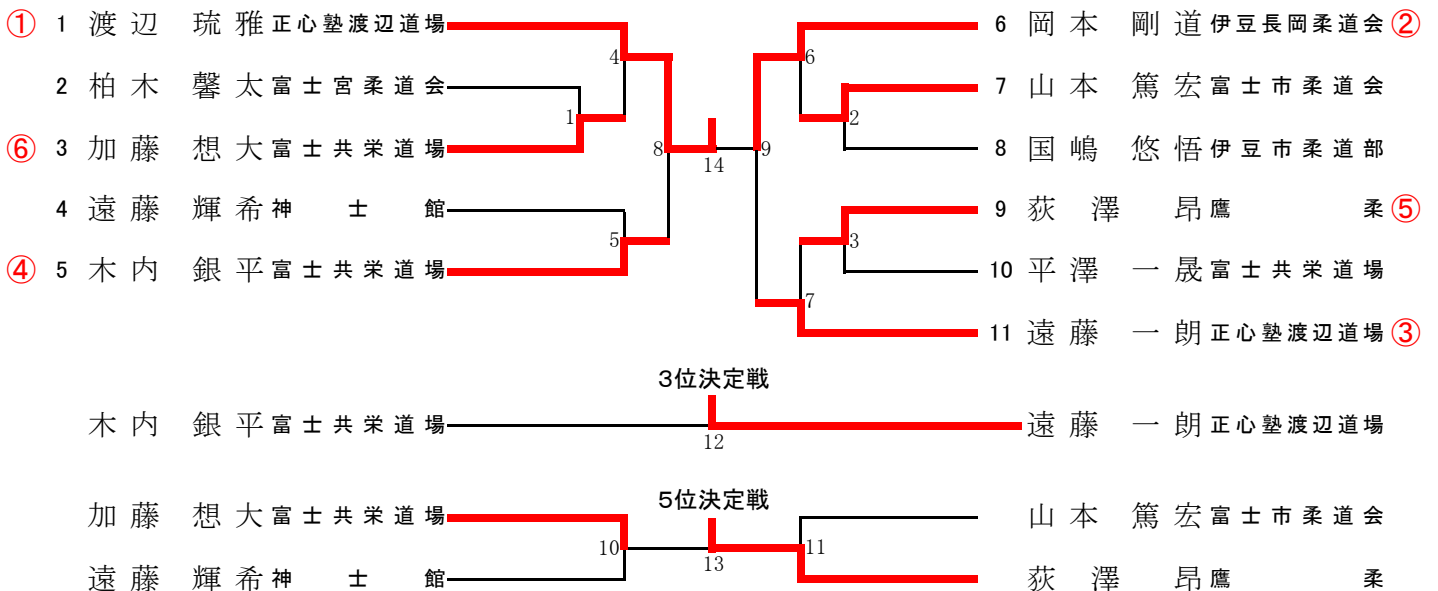 ① 1 渡辺 琉雅 正心塾渡辺道場 4 6 6 岡本 剛道 伊豆長岡柔道会 ②
2 柏木 馨太 富士宮柔道会 7 山本 篤宏 富士市柔道会
1 2
⑥ 3 加藤 想大 富士共栄道場 8 14 9 8 国嶋 悠悟 伊豆市柔道部
4 遠藤 輝希 神士館 9 荻澤 昂 鷹柔 ⑤
5 3
④ 5 木内 銀平 富士共栄道場 10 平澤 一晟 富士共栄道場
7
11 遠藤 一朗 正心塾渡辺道場 ③
3位決定戦
木内 銀平 富士共栄道場 12 遠藤 一朗 正心塾渡辺道場
5位決定戦
加藤 想大 富士共栄道場 山本 篤宏 富士市柔道会
10 13 11
遠藤 輝希 神士館 荻澤 昂 鷹柔